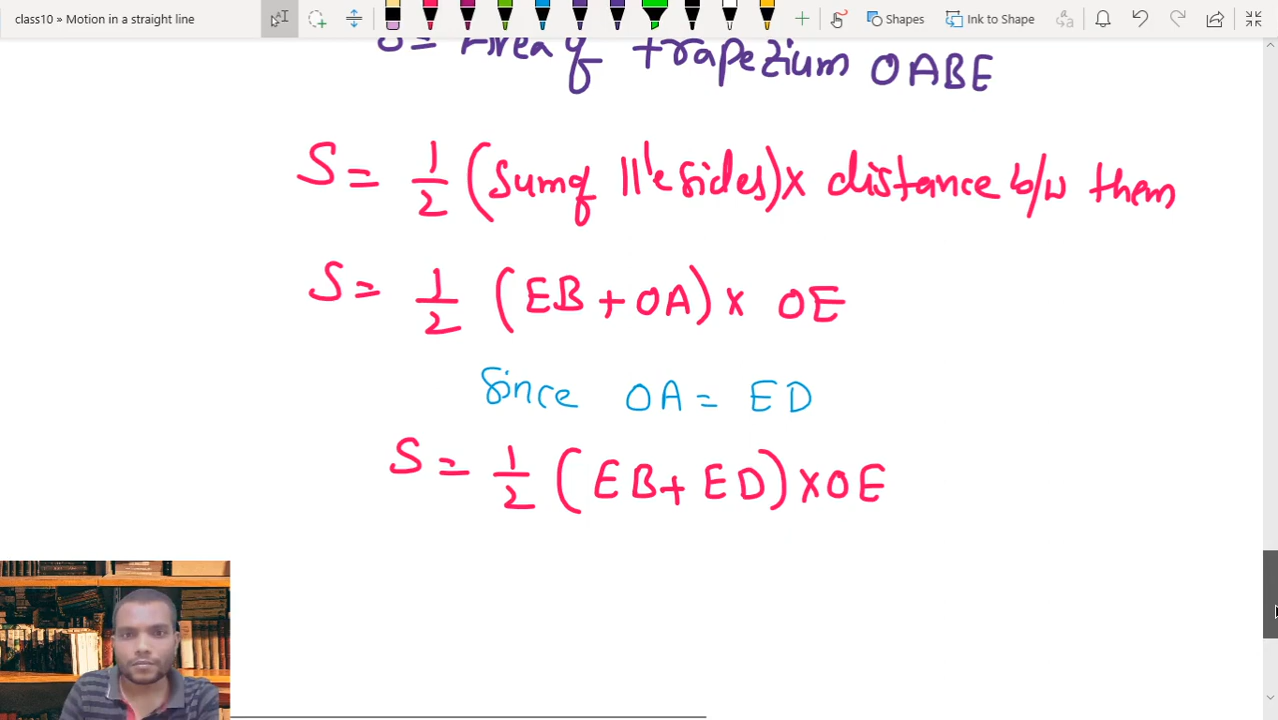 class10 » Motion in a straight line
Shapes
Ink to Shape
S = Area of trapezium OABE
S = 1/2 (Sum of ||le sides) x distance b/w them
S = 1/2 (EB + OA) x OE
Since OA = ED
S = 1/2 (EB + ED) x OE